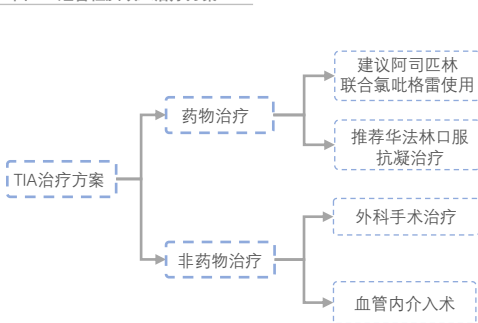 建议阿司匹林
联合氯吡格雷使用
药物治疗
推荐华法林口服
抗凝治疗
TIA治疗方案
外科手术治疗
非药物治疗
血管内介入术